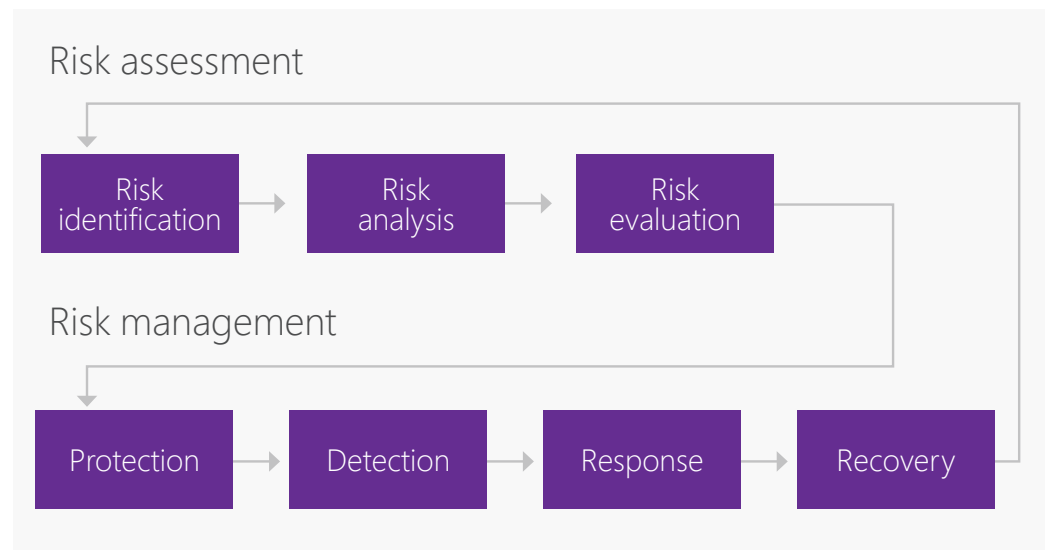 Risk assessment
Risk
identification
Risk
analysis
Risk
evaluation
Risk management
Protection
Detection
Response
Recovery